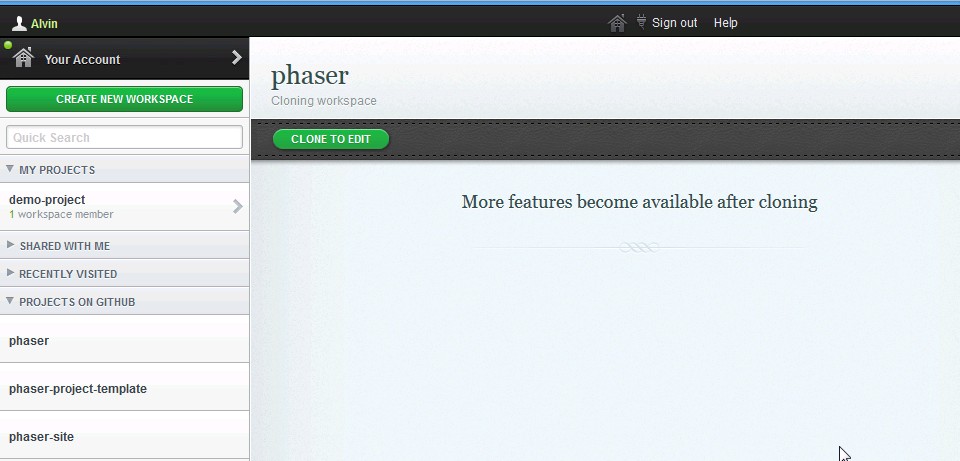 Alvin
Sign out
Help
Your Account
CREATE NEW WORKSPACE
Quick Search
MY PROJECTS
demo-project
1 workspace member
SHARED WITH ME
RECENTLY VISITED
PROJECTS ON GITHUB
phaser
phaser-project-template
phaser-site
phaser
Cloning workspace
CLONE TO EDIT
More features become available after cloning